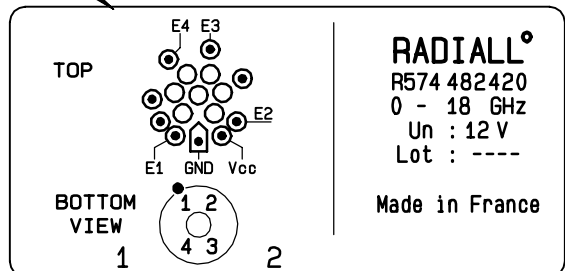 E4 E3
TOP
E2
E1 GND Vcc
BOTTOM
VIEW
1 2
4 3
1 2
RADIALL°
R574 482420
0 - 18 GHz
Un : 12 V
Lot : ----
Made in France